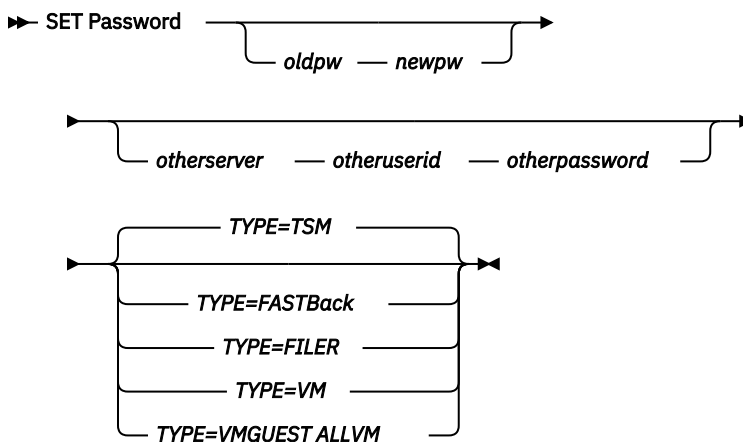 SET Password
oldpw newpw
otherserver otheruserid otherpassword
TYPE=TSM
TYPE=FASTBack
TYPE=FILER
TYPE=VM
TYPE=VMGUEST ALLVM